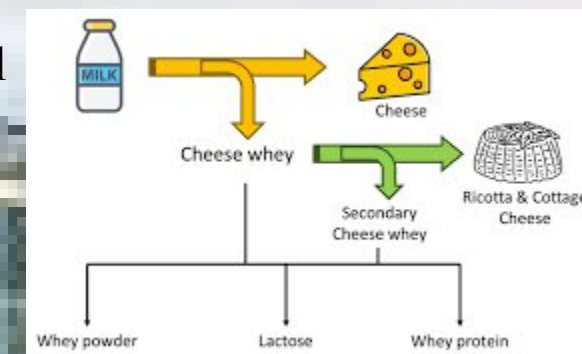 MILK
Cheese
Cheese whey
Ricotta & Cottage
Cheese
Secondary
Cheese whey
Whey powder
Lactose
Whey protein